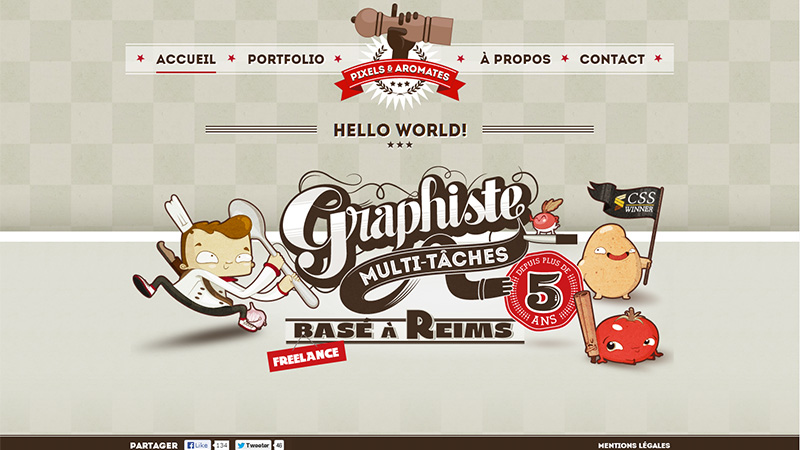 ACCUEIL
PORTFOLIO
PIXELS & AROMATES
À PROPOS
CONTACT
HELLO WORLD!
Graphiste
MULTI-TÂCHES
CSS
WINNER
DEPUIS PLUS DE
5
ANS
BASÉ À REIMS
FREELANCE
PARTAGER
Like
134
Tweeter
46
MENTIONS LÉGALES